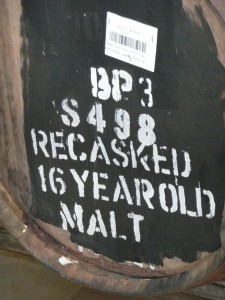 BP3
S498
RECASKED
16 YEAR OLD
MALT